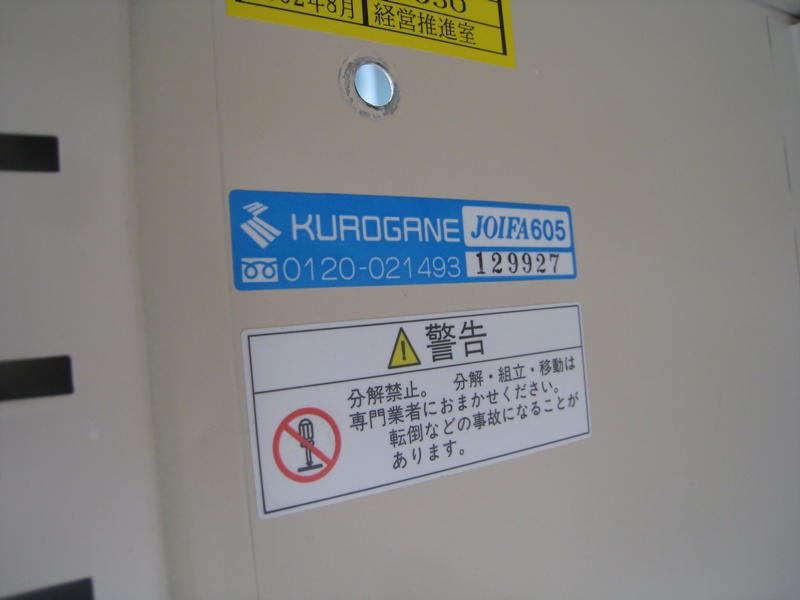 経営推進室
KUROGANE JOIFA605
0120-021493 129927
警告
分解禁止。 分解・組立・移動は
専門業者におまかせください。
転倒などの事故になることが
あります。